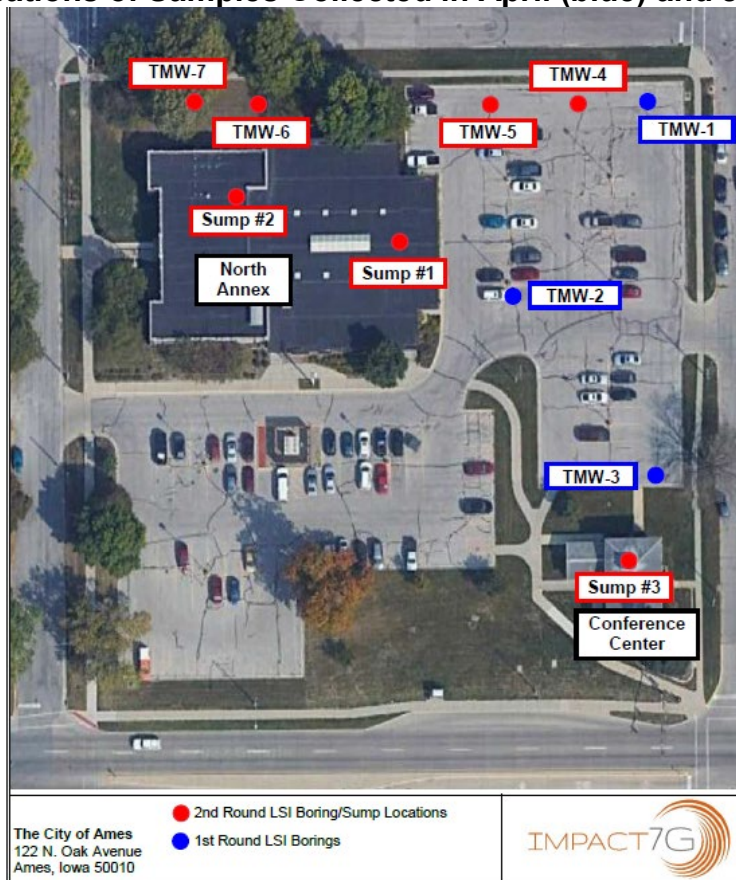 TMW-7
TMW-4
TMW-6
TMW-5
TMW-1
Sump #2
Sump #1
North
Annex
TMW-2
TMW-3
Sump #3
Conference
Center
2nd Round LSI Boring/Sump Locations
1st Round LSI Borings
The City of Ames
122 N. Oak Avenue
Ames, Iowa 50010
IMPACT7G